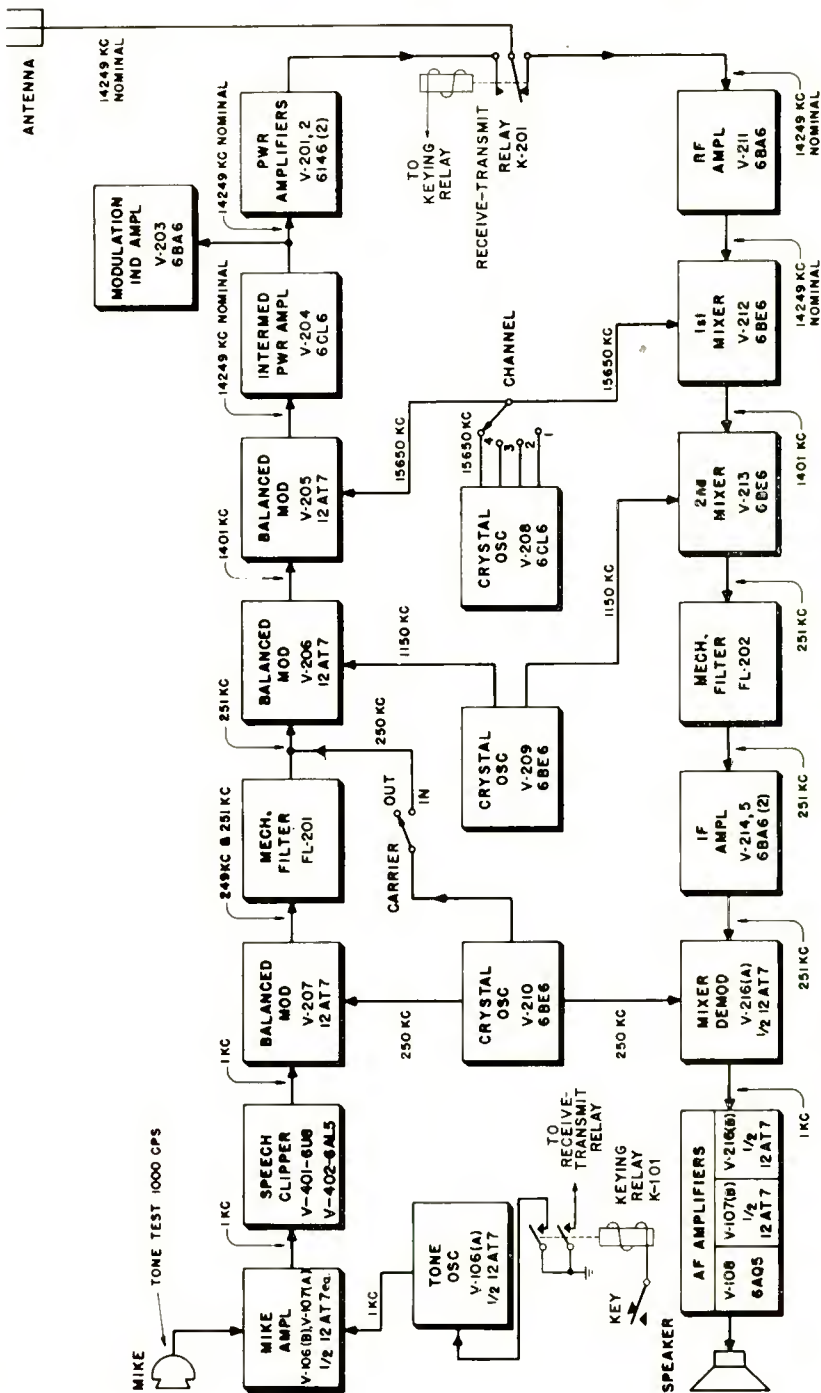 ANTENNA
14249 KC
NOMINAL
MODULATION
IND AMPL
V-203
6BA6
PWR
AMPLIFIERS
V-201, 2
6146 (2)
14249 KC NOMINAL
INTERMED
PWR AMPL
V-204
6CL6
14249 KC NOMINAL
BALANCED
MOD
V-205
12AT7
1401 KC
BALANCED
MOD
V-206
12AT7
251 KC
MECH.
FILTER
FL-201
249KC & 251 KC
BALANCED
MOD
V-207
12AT7
1 KC
SPEECH
CLIPPER
V-401-6U8
V-402-6AL5
1 KC
MIKE
AMPL
V-106(B),V-107(A)
1/2 12AT7 ea.
MIKE
TONE TEST 1000 CPS
TO
KEYING
RELAY
RECEIVE-TRANSMIT
RELAY
K-201
15650 KC
CHANNEL
15650 KC
15650KC
4
3
2
1
CRYSTAL
OSC
V-208
6CL6
1150 KC
1150 KC
CRYSTAL
OSC
V-209
6BE6
250 KC
OUT
IN
CARRIER
250 KC
CRYSTAL
OSC
V-210
6BE6
250 KC
TONE
OSC
V-106(A)
1/2 12AT7
1KC
TO
RECEIVE-
TRANSMIT
RELAY
KEYING
RELAY
K-101
KEY
RF
AMPL
V-211
6BA6
14249 KC
NOMINAL
1st
MIXER
V-212
6BE6
14249 KC
NOMINAL
2nd
MIXER
V-213
6BE6
1401 KC
MECH.
FILTER
FL-202
251 KC
IF
AMPL
V-214, 5
6BA6 (2)
251 KC
MIXER
DEMOD
V-216(A)
1/2 12AT7
251 KC
AF AMPLIFIERS
V-108
6AQ5
V-107(B)
1/2
12AT7
V-216(B)
1/2
12AT7
1 KC
SPEAKER